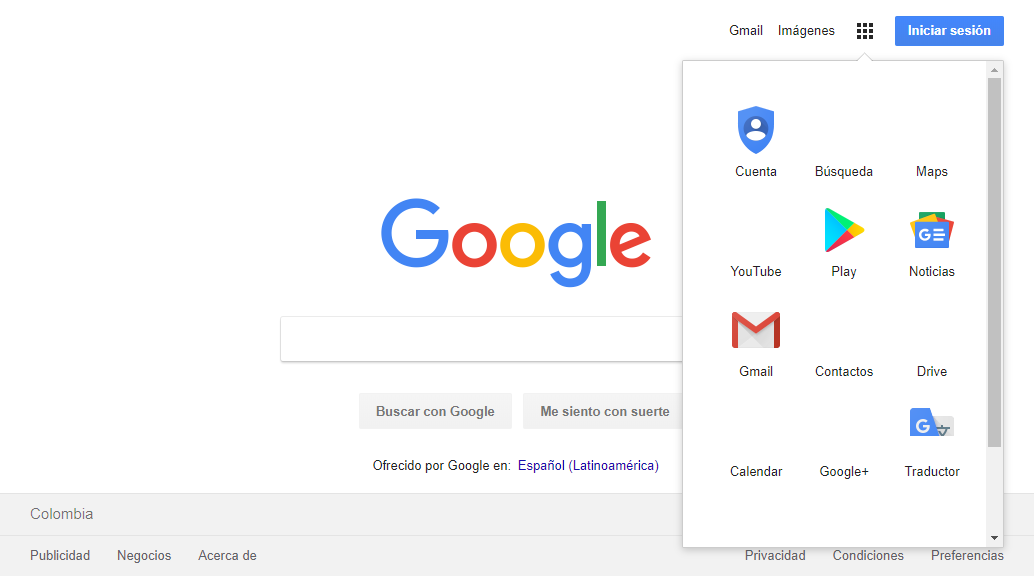 Gmail Imágenes Iniciar sesión
Cuenta Búsqueda Maps
Google
GE
YouTube Play Noticias
Gmail Contactos Drive
Buscar con Google Me siento con suerte
G
Ofrecido por Google en: Español (Latinoamérica)
Calendar Google+ Traductor
Colombia
Publicidad Negocios Acerca de Privacidad Condiciones Preferencias